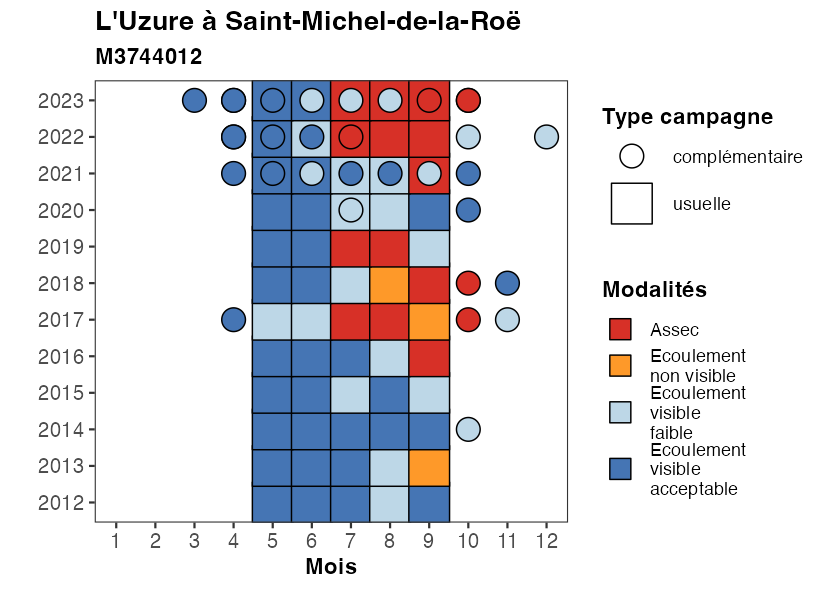 L'Uzure à Saint-Michel-de-la-Roë
M3744012
2023
2022
2021
2020
2019
2018
2017
2016
2015
2014
2013
2012
1 2 3 4 5 6 7 8 9 10 11 12
Mois
Type campagne
complémentaire
usuelle
Modalités
Assec
Ecoulement
non visible
Ecoulement
visible
faible
Ecoulement
visible
acceptable